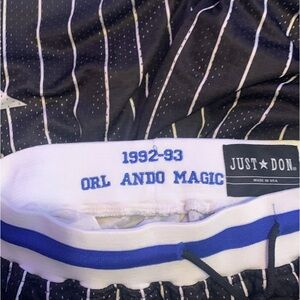 1992-93
ORL ANDO MAGIC
JUST★DON
MADE IN USA